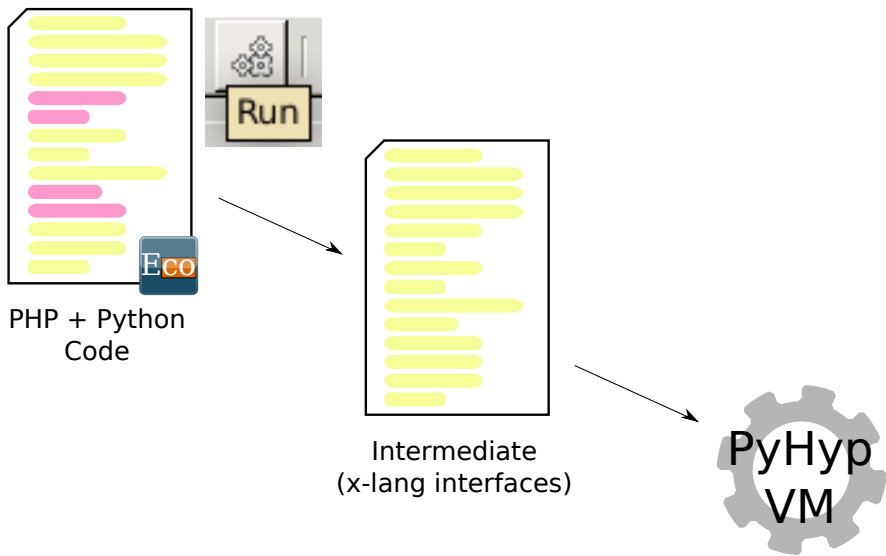 Run
Eco
PHP + Python
Code
Intermediate
(x-lang interfaces)
PyHyp
VM